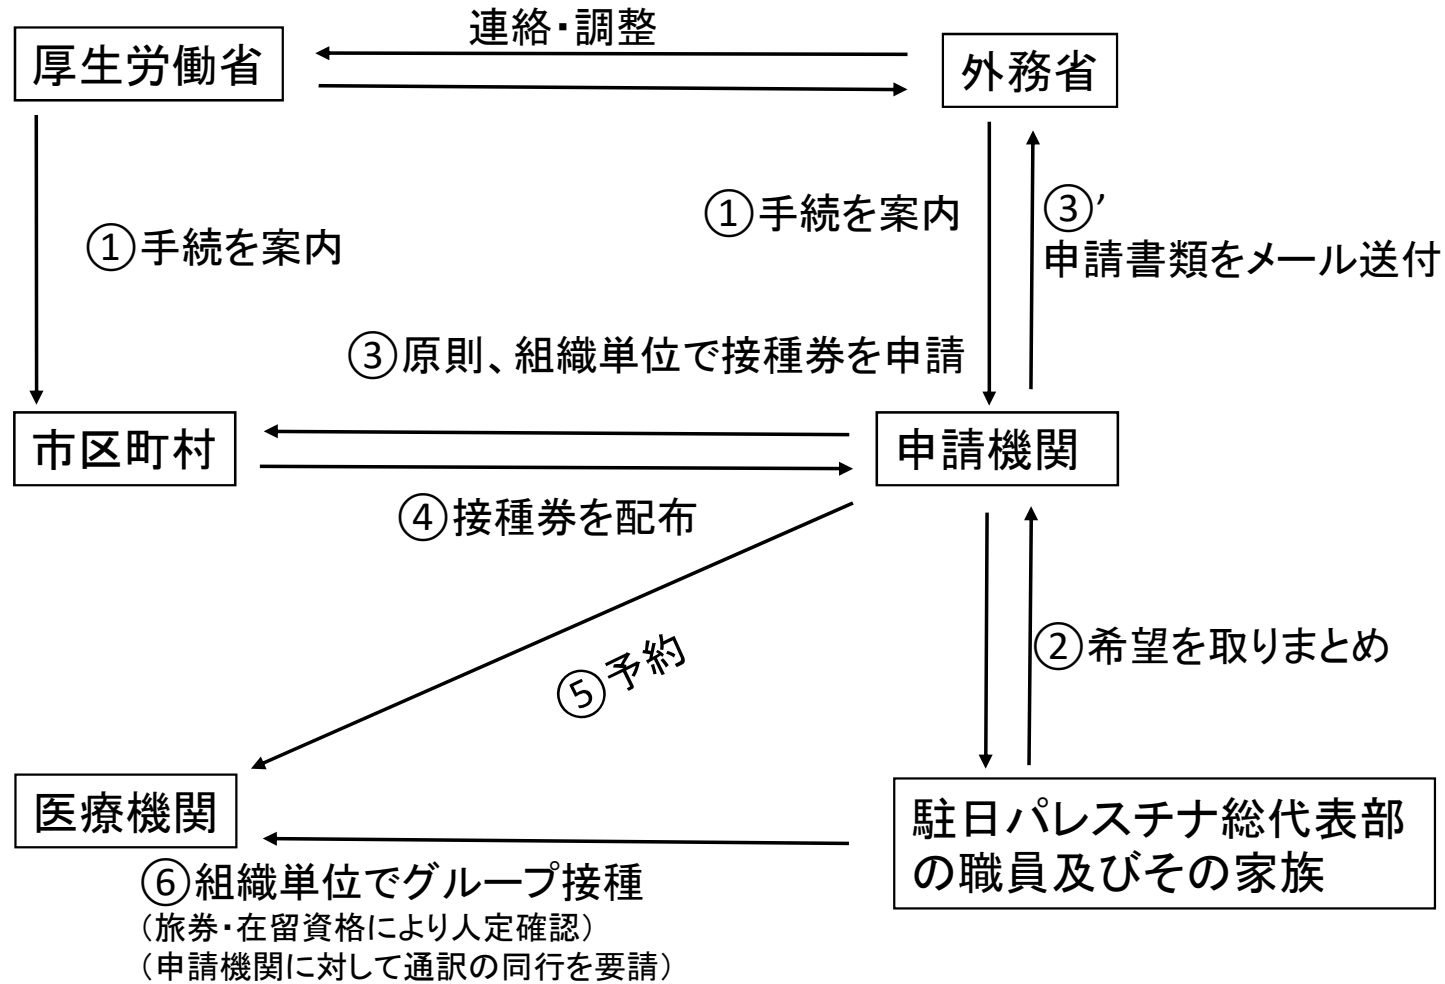 連絡・調整
厚生労働省
外務省
①手続を案内
①手続を案内
③’
申請書類をメール送付
③原則、組織単位で接種券を申請
市区町村
申請機関
④接種券を配布
⑤予約
②希望を取りまとめ
医療機関
駐日パレスチナ総代表部
の職員及びその家族
⑥組織単位でグループ接種
（旅券・在留資格により人定確認）
（申請機関に対して通訳の同行を要請）